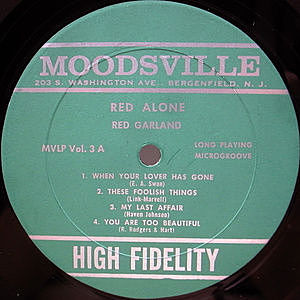 MOODSVILLE
203 S. WASHINGTON AVE., BERGENFIELD, N. J.
RED ALONE
RED GARLAND
MVLP Vol. 3 A
LONG PLAYING
MICROGROOVE
1. WHEN YOUR LOVER HAS GONE
(E. A. Swan)
2. THESE FOOLISH THINGS
(Link-Marvell)
3. MY LAST AFFAIR
(Haven Johnson)
4. YOU ARE TOO BEAUTIFUL
(R. Rodgers & Hart)
HIGH FIDELITY